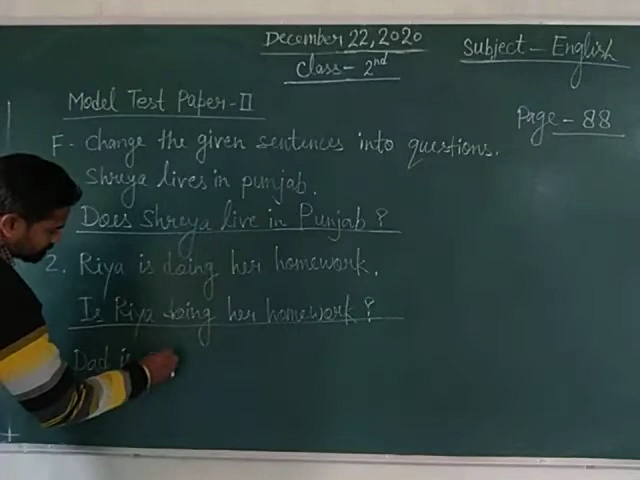 December 22, 2020
Subject - English
Class - 2nd
Model Test Paper - II
Page - 88
F - Change the given sentences into questions.
Shreya lives in punjab.
Does Shreya live in Punjab?
2. Riya is doing her homework.
Is Riya doing her homework?
Dad is